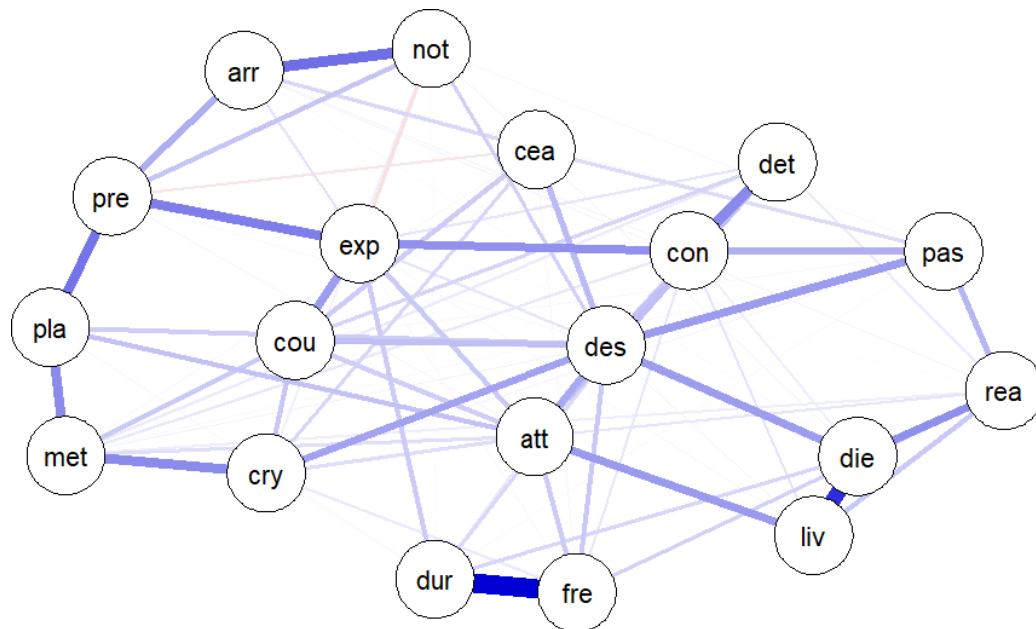 not
arr
cea
det
pre
exp
con
pas
pla
cou
des
rea
att
met
cry
die
liv
dur
fre